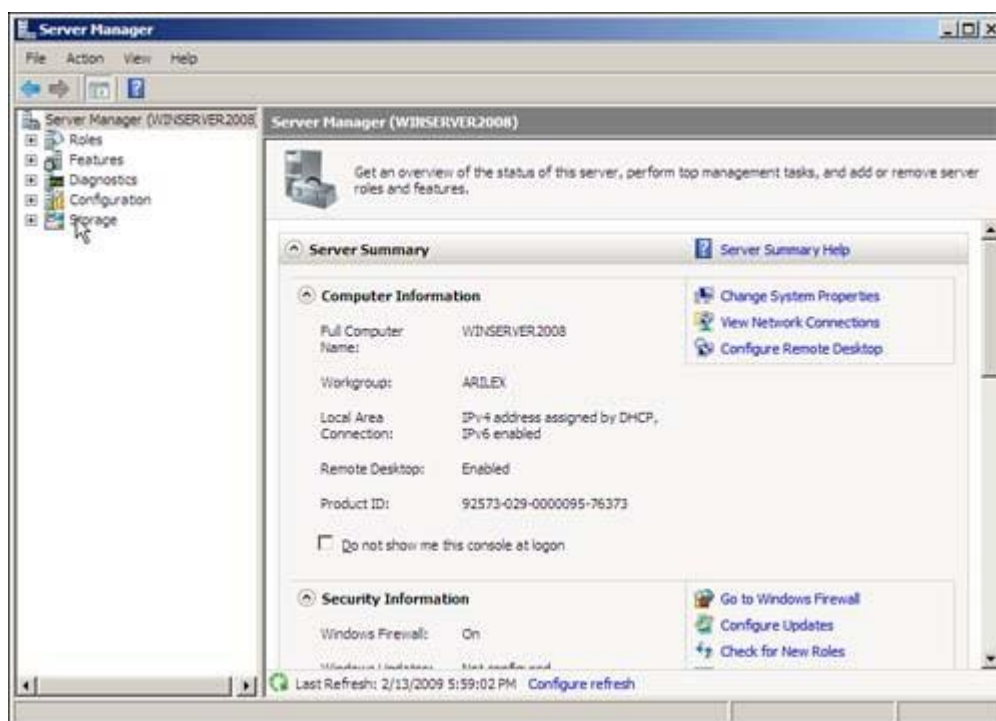 Server Manager
File Action View Help
Server Manager (WINSERVER2008
Roles
Features
Diagnostics
Configuration
Storage
Server Manager (WINSERVER2008)
Get an overview of the status of this server, perform top management tasks, and add or remove server
roles and features.
Server Summary
Server Summary Help
Computer Information
Change System Properties
View Network Connections
Configure Remote Desktop
Full Computer
Name:
WINSERVER2008
Workgroup:
ARILEX
Local Area
Connection:
IPv4 address assigned by DHCP,
IPv6 enabled
Remote Desktop:
Enabled
Product ID:
92573-029-0000095-76373
Do not show me this console at logon
Security Information
Go to Windows Firewall
Configure Updates
Check for New Roles
Windows Firewall:
On
Windows Updates:
Not configured
Last Refresh: 2/13/2009 5:59:02 PM Configure refresh